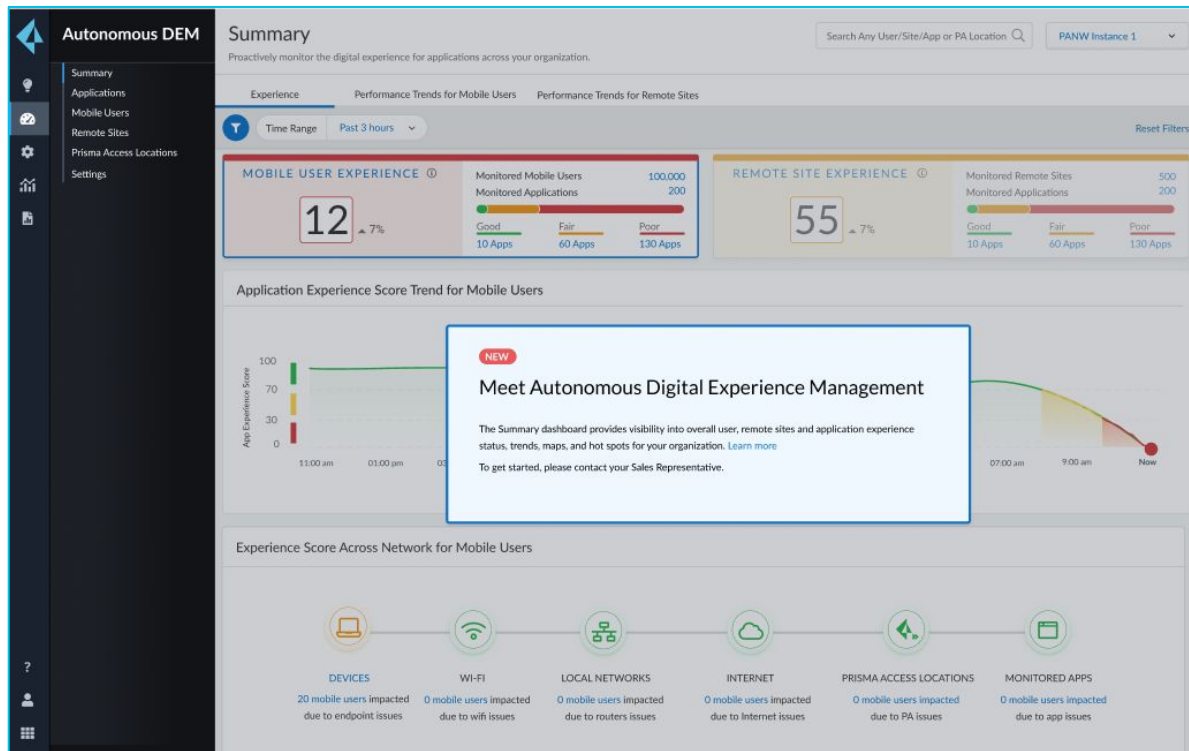 Autonomous DEM
Summary
Applications
Mobile Users
Remote Sites
Prisma Access Locations
Settings
?
Summary
Proactively monitor the digital experience for applications across your organization.
Search Any User/Site/App or PA Location
PANW Instance 1
Experience
Performance Trends for Mobile Users
Performance Trends for Remote Sites
Time Range
Past 3 hours
Reset Filters
MOBILE USER EXPERIENCE
12
7%
Monitored Mobile Users 100,000
Monitored Applications 200
Good Fair Poor
10 Apps 60 Apps 130 Apps
REMOTE SITE EXPERIENCE
55
7%
Monitored Remote Sites 500
Monitored Applications 200
Good Fair Poor
10 Apps 60 Apps 130 Apps
Application Experience Score Trend for Mobile Users
App Experience Score
100
70
30
0
11:00 am 01:00 pm 03 07:00 am 9:00 am Now
NEW
Meet Autonomous Digital Experience Management
The Summary dashboard provides visibility into overall user, remote sites and application experience
status, trends, maps, and hot spots for your organization. Learn more
To get started, please contact your Sales Representative.
Experience Score Across Network for Mobile Users
DEVICES
20 mobile users impacted
due to endpoint issues
WI-FI
0 mobile users impacted
due to wifi issues
LOCAL NETWORKS
0 mobile users impacted
due to routers issues
INTERNET
0 mobile users impacted
due to Internet issues
PRISMA ACCESS LOCATIONS
0 mobile users impacted
due to PA issues
MONITORED APPS
0 mobile users impacted
due to app issues